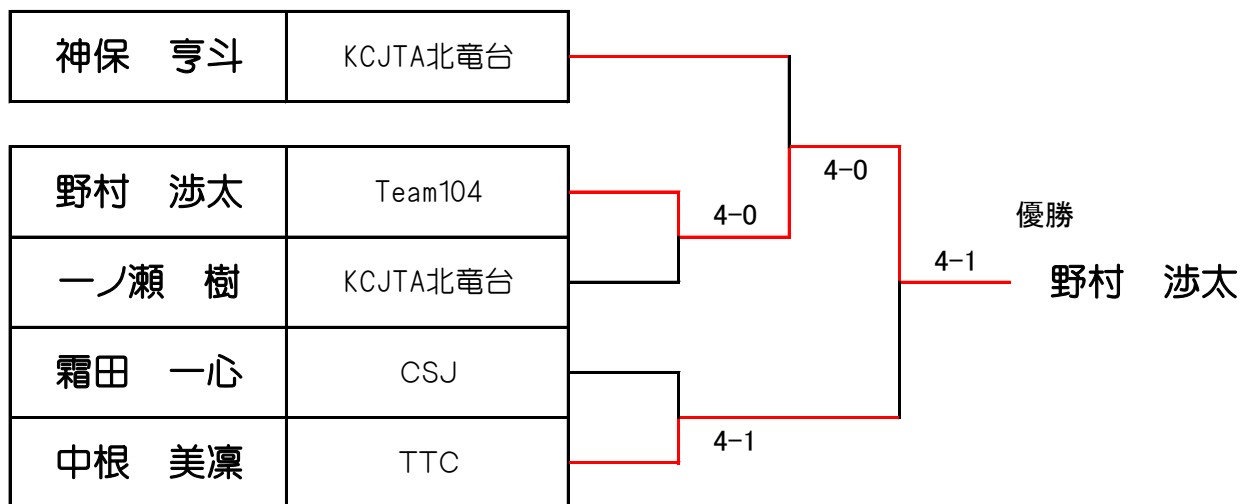 神保　亨斗 KCJTA北竜台
野村　渉太 Team104
一ノ瀬　樹 KCJTA北竜台
霜田　一心 CSJ
中根　美凜 TTC
4-0
4-1
4-0
4-1
優勝
野村　渉太